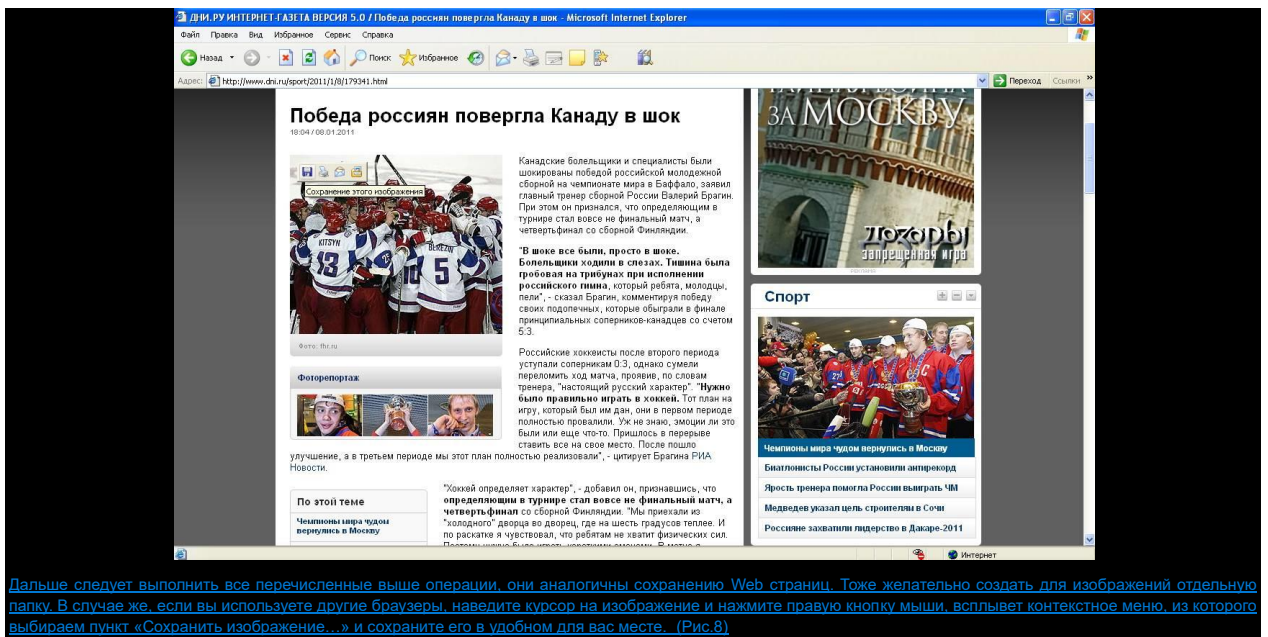 ДНИ.РУ ИНТЕРНЕТ-ГАЗЕТА ВЕРСИЯ 5.0 / Победа россиян повергла Канаду в шок - Microsoft Internet Explorer
Файл Правка Вид Избранное Сервис Справка
Назад Поиск Избранное
Адрес: http://www.dni.ru/sport/2011/1/8/179341.html Переход Ссылки »
Победа россиян повергла Канаду в шок
18:04 / 08.01.2011
Сохранение этого изображения
KITSYN
13
BEREZIN
5
Фото: fhr.ru
Фоторепортаж
Канадские болельщики и специалисты были
шокированы победой российской молодежной
сборной на чемпионате мира в Баффало, заявил
главный тренер сборной России Валерий Брагин.
При этом он признался, что определяющим в
турнире стал вовсе не финальный матч, а
четвертьфинал со сборной Финляндии.
"В шоке все были, просто в шоке.
Болельщики ходили в слезах. Тишина была
гробовая на трибунах при исполнении
российского гимна, который ребята, молодцы,
пели", - сказал Брагин, комментируя победу
своих подопечных, которые обыграли в финале
принципиальных соперников-канадцев со счетом
5:3.
Российские хоккеисты после второго периода
уступали соперникам 0:3, однако сумели
переломить ход матча, проявив, по словам
тренера, "настоящий русский характер". "Нужно
было правильно играть в хоккей. Тот план на
игру, который был им дан, они в первом периоде
полностью провалили. Уж не знаю, эмоции ли это
были или еще что-то. Пришлось в перерыве
ставить все на свое место. После пошло
улучшение, а в третьем периоде мы этот план полностью реализовали", - цитирует Брагина РИА
Новости.
По этой теме
Чемпионы мира чудом
вернулись в Москву
"Хоккей определяет характер", - добавил он, признавшись, что
определяющим в турнире стал вовсе не финальный матч, а
четвертьфинал со сборной Финляндии. "Мы приехали из
"холодного" дворца во дворец, где на шесть градусов теплее. И
по раскатке я чувствовал, что ребятам не хватит физических сил.
ЗА МОСКВУ
ДОЗОРЫ
запрещенная игра
РЕКЛАМА
Спорт
Чемпионы мира чудом вернулись в Москву
Биатлонисты России установили антирекорд
Ярость тренера помогла России выиграть ЧМ
Медведев указал цель строителям в Сочи
Россияне захватили лидерство в Дакаре-2011
Интернет
Дальше следует выполнить все перечисленные выше операции, они аналогичны сохранению Web страниц. Тоже желательно создать для изображений отдельную
папку. В случае же, если вы используете другие браузеры, наведите курсор на изображение и нажмите правую кнопку мыши, всплывет контекстное меню, из которого
выбираем пункт «Сохранить изображение…» и сохраните его в удобном для вас месте. (Рис.8)